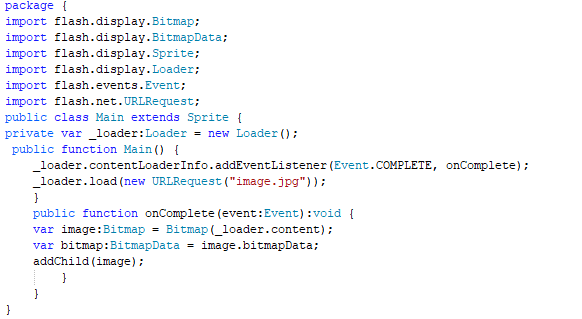 package {
import flash.display.Bitmap;
import flash.display.BitmapData;
import flash.display.Sprite;
import flash.display.Loader;
import flash.events.Event;
import flash.net.URLRequest;
public class Main extends Sprite {
private var _loader:Loader = new Loader();
public function Main() {
_loader.contentLoaderInfo.addEventListener(Event.COMPLETE, onComplete);
_loader.load(new URLRequest("image.jpg"));
}
public function onComplete(event:Event):void {
var image:Bitmap = Bitmap(_loader.content);
var bitmap:BitmapData = image.bitmapData;
addChild(image);
}
}
}